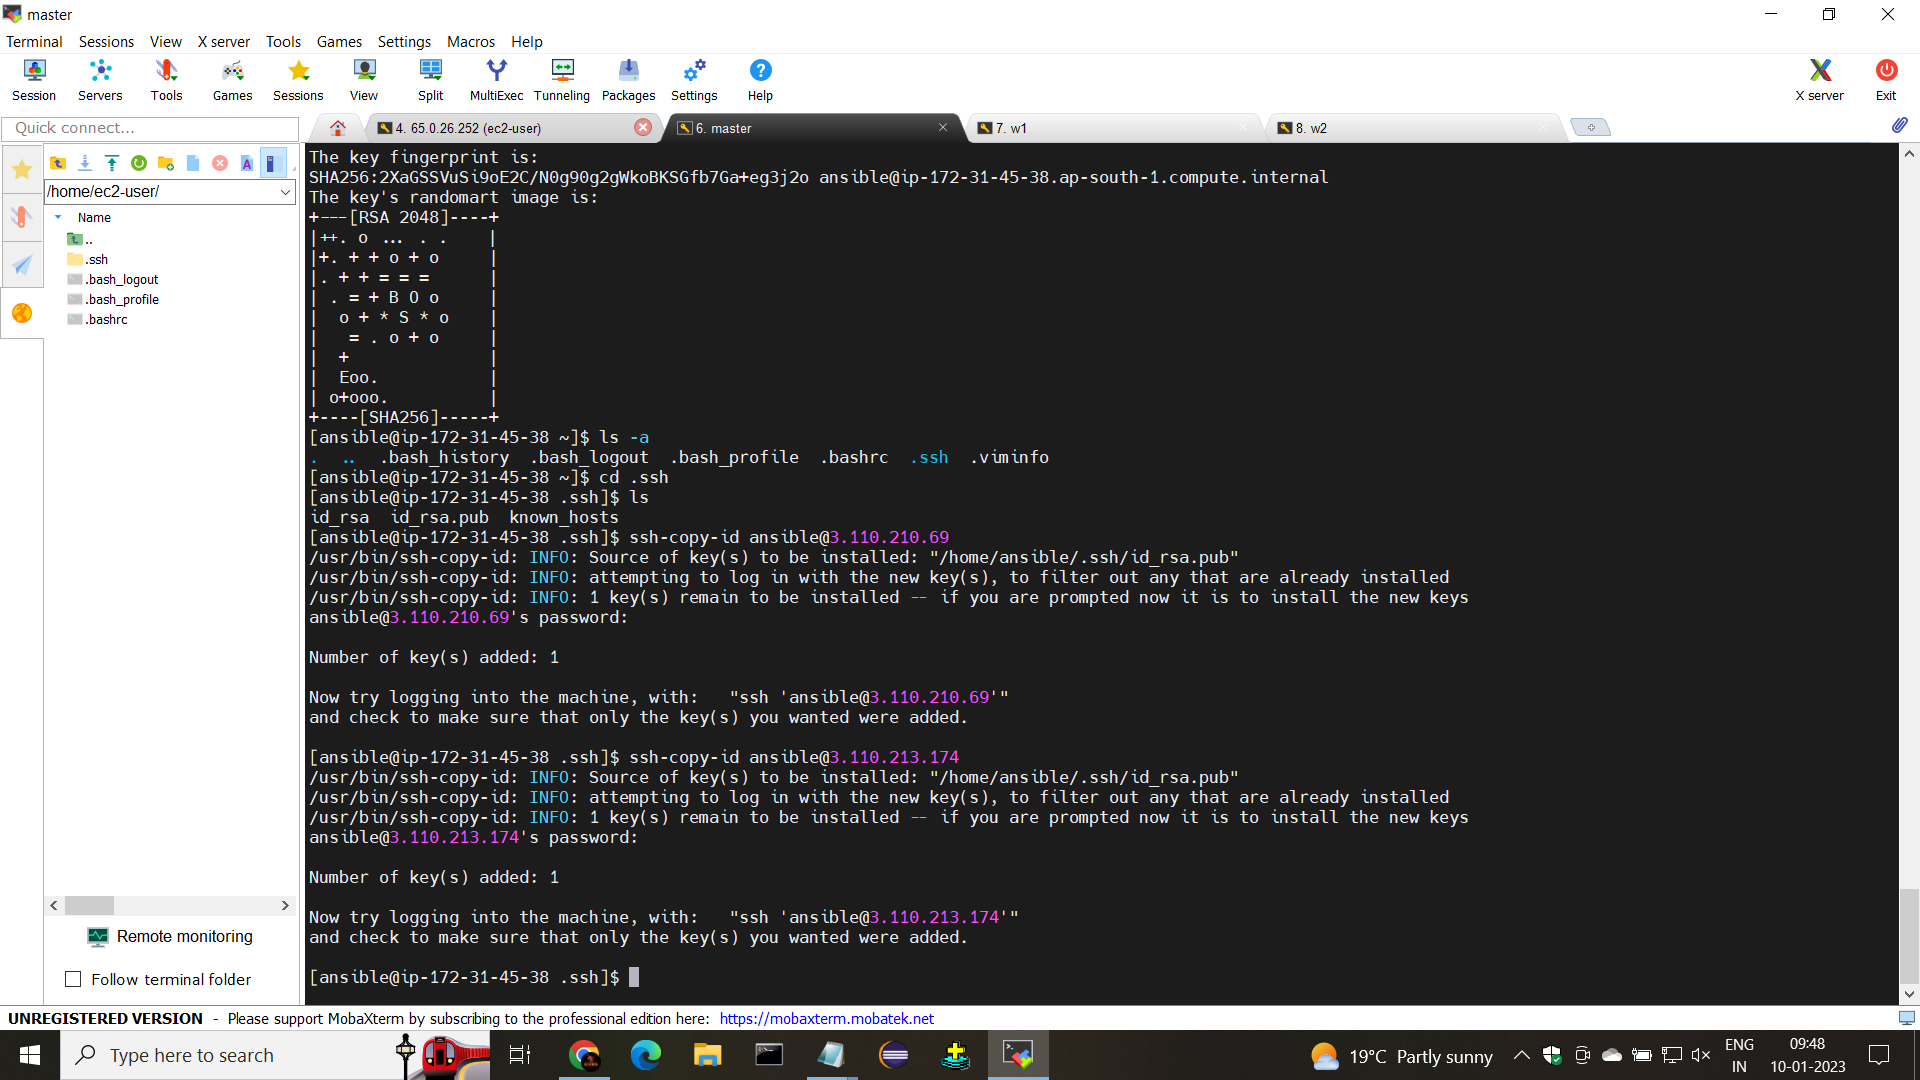 master
Terminal Sessions View X server Tools Games Settings Macros Help
Session Servers Tools Games Sessions View Split MultiExec Tunneling Packages Settings Help X server Exit
Quick connect...
4. 65.0.26.252 (ec2-user)
6. master
7. w1
8. w2
/home/ec2-user/
Name
..
.ssh
.bash_logout
.bash_profile
.bashrc
Remote monitoring
Follow terminal folder
The key fingerprint is:
SHA256:2XaGSSVuSi9oE2C/N0g90g2gWkoBKSGfb7Ga+eg3j2o ansible@ip-172-31-45-38.ap-south-1.compute.internal
The key's randomart image is:
+---[RSA 2048]----+
|++. o ... . .    |
|+. + + o + o     |
|. + + = = =      |
| . = + B O o     |
|  o + * S * o    |
|   = . o + o     |
|  +              |
|  Eoo.           |
| o+ooo.          |
+----[SHA256]-----+
[ansible@ip-172-31-45-38 ~]$ ls -a
.  ..  .bash_history  .bash_logout  .bash_profile  .bashrc  .ssh  .viminfo
[ansible@ip-172-31-45-38 ~]$ cd .ssh
[ansible@ip-172-31-45-38 .ssh]$ ls
id_rsa  id_rsa.pub  known_hosts
[ansible@ip-172-31-45-38 .ssh]$ ssh-copy-id ansible@3.110.210.69
/usr/bin/ssh-copy-id: INFO: Source of key(s) to be installed: "/home/ansible/.ssh/id_rsa.pub"
/usr/bin/ssh-copy-id: INFO: attempting to log in with the new key(s), to filter out any that are already installed
/usr/bin/ssh-copy-id: INFO: 1 key(s) remain to be installed -- if you are prompted now it is to install the new keys
ansible@3.110.210.69's password:
Number of key(s) added: 1
Now try logging into the machine, with:   "ssh 'ansible@3.110.210.69'"
and check to make sure that only the key(s) you wanted were added.
[ansible@ip-172-31-45-38 .ssh]$ ssh-copy-id ansible@3.110.213.174
/usr/bin/ssh-copy-id: INFO: Source of key(s) to be installed: "/home/ansible/.ssh/id_rsa.pub"
/usr/bin/ssh-copy-id: INFO: attempting to log in with the new key(s), to filter out any that are already installed
/usr/bin/ssh-copy-id: INFO: 1 key(s) remain to be installed -- if you are prompted now it is to install the new keys
ansible@3.110.213.174's password:
Number of key(s) added: 1
Now try logging into the machine, with:   "ssh 'ansible@3.110.213.174'"
and check to make sure that only the key(s) you wanted were added.
[ansible@ip-172-31-45-38 .ssh]$
UNREGISTERED VERSION - Please support MobaXterm by subscribing to the professional edition here: https://mobaxterm.mobatek.net
Type here to search
19°C Partly sunny
ENG
IN
09:48
10-01-2023